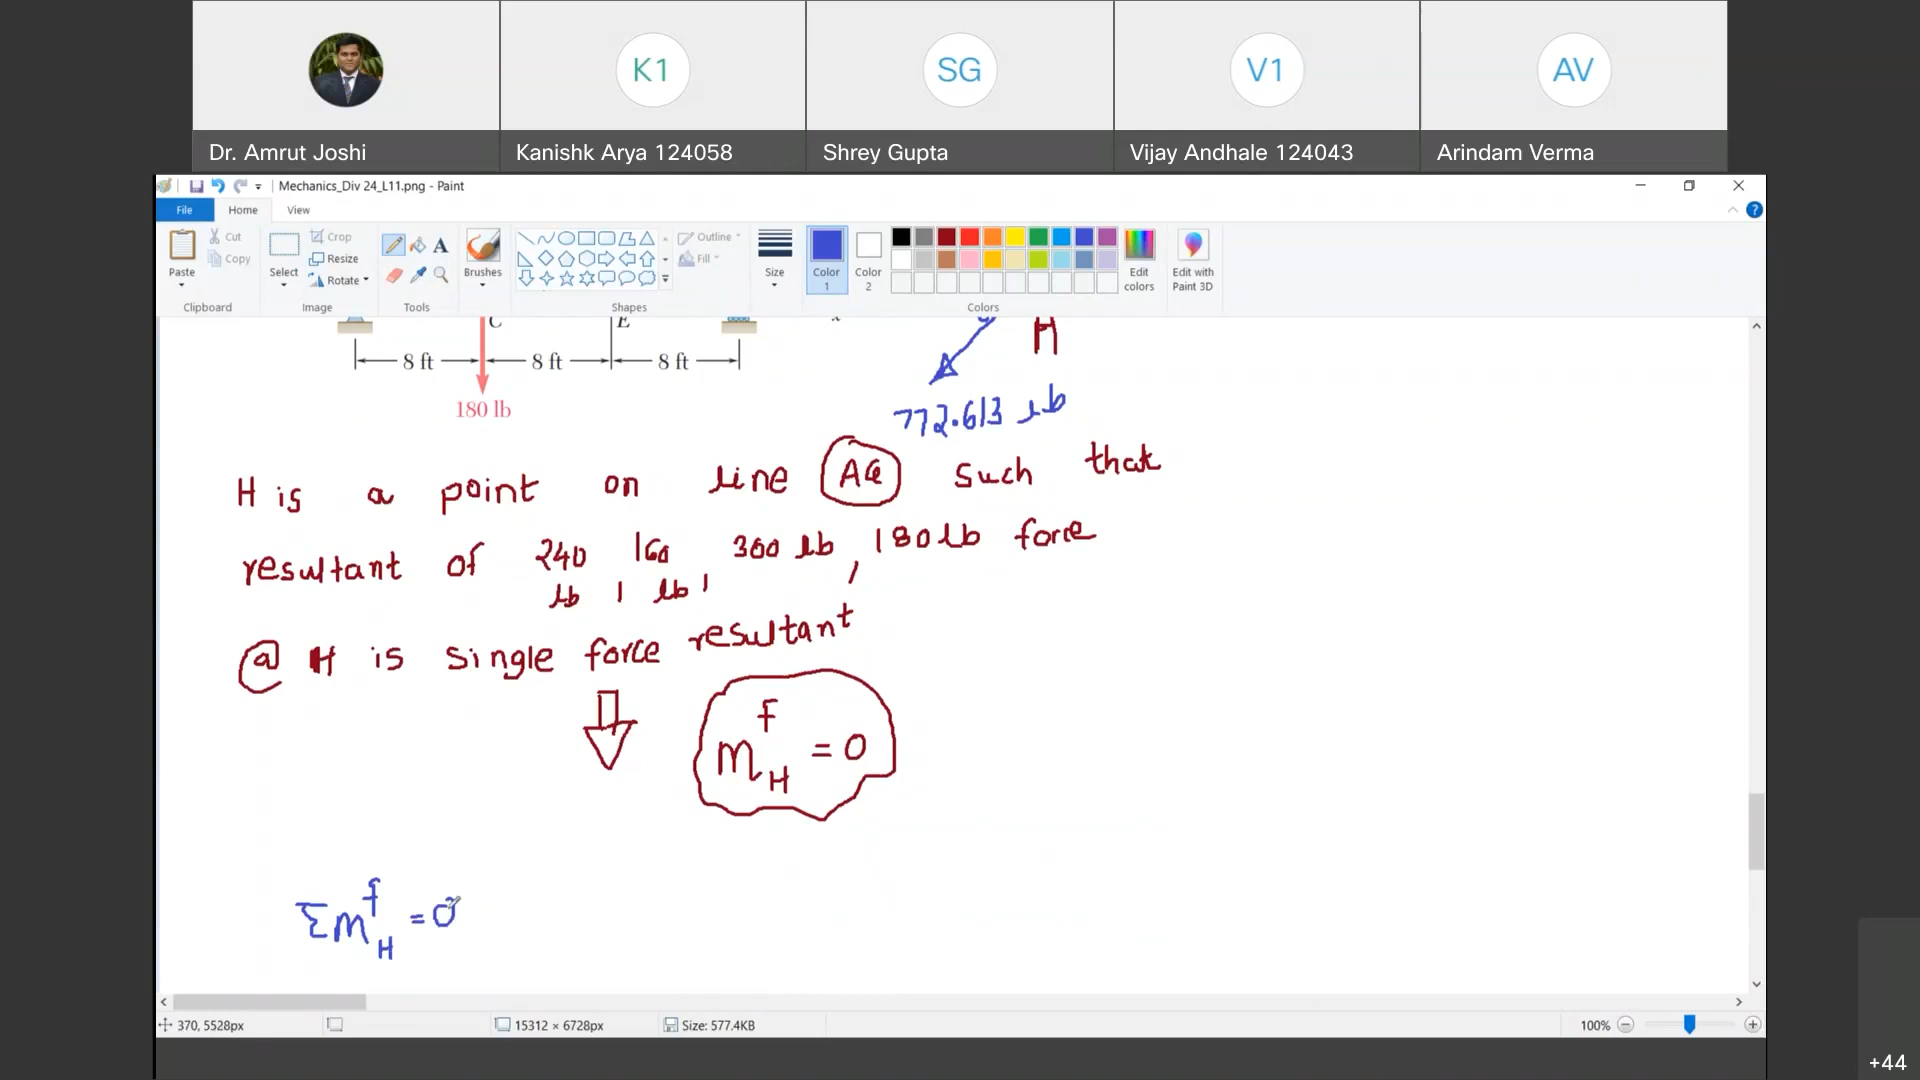 K1
SG
V1
AV
Dr. Amrut Joshi
Kanishk Arya 124058
Shrey Gupta
Vijay Andhale 124043
Arindam Verma
Mechanics_Div 24_L11.png - Paint
File
Home
View
Paste
Cut
Copy
Clipboard
Select
Crop
Resize
Rotate
Image
A
Tools
Brushes
Outline
Fill
Shapes
Size
Color 1
Color 2
Edit colors
Edit with Paint 3D
Colors
?
C
E
H
8 ft
8 ft
8 ft
180 lb
772.613 lb
H is a point on line AG such that
resultant of 240 lb, 160 lb, 300 lb, 180 lb force
@ H is single force resultant
M F H = 0
Σ M F H = 0
370, 5528px
15312 × 6728px
Size: 577.4KB
100%
+44